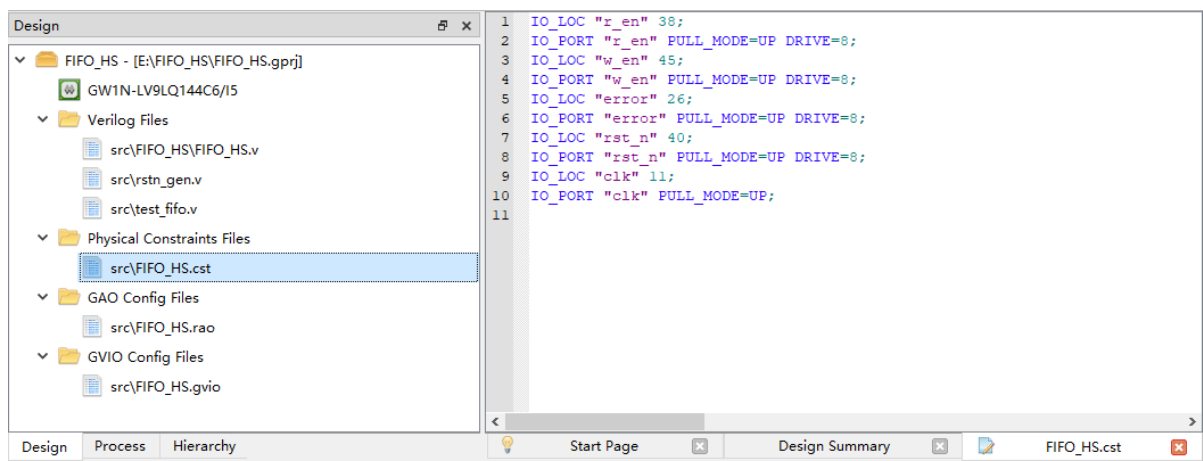 Design
FIFO_HS - [E:\FIFO_HS\FIFO_HS.gprj]
GW1N-LV9LQ144C6/I5
Verilog Files
src\FIFO_HS\FIFO_HS.v
src\rstn_gen.v
src\test_fifo.v
Physical Constraints Files
src\FIFO_HS.cst
GAO Config Files
src\FIFO_HS.rao
GVIO Config Files
src\FIFO_HS.gvio
Design Process Hierarchy
1 IO_LOC "r_en" 38;
2 IO_PORT "r_en" PULL_MODE=UP DRIVE=8;
3 IO_LOC "w_en" 45;
4 IO_PORT "w_en" PULL_MODE=UP DRIVE=8;
5 IO_LOC "error" 26;
6 IO_PORT "error" PULL_MODE=UP DRIVE=8;
7 IO_LOC "rst_n" 40;
8 IO_PORT "rst_n" PULL_MODE=UP DRIVE=8;
9 IO_LOC "clk" 11;
10 IO_PORT "clk" PULL_MODE=UP;
11
Start Page Design Summary FIFO_HS.cst